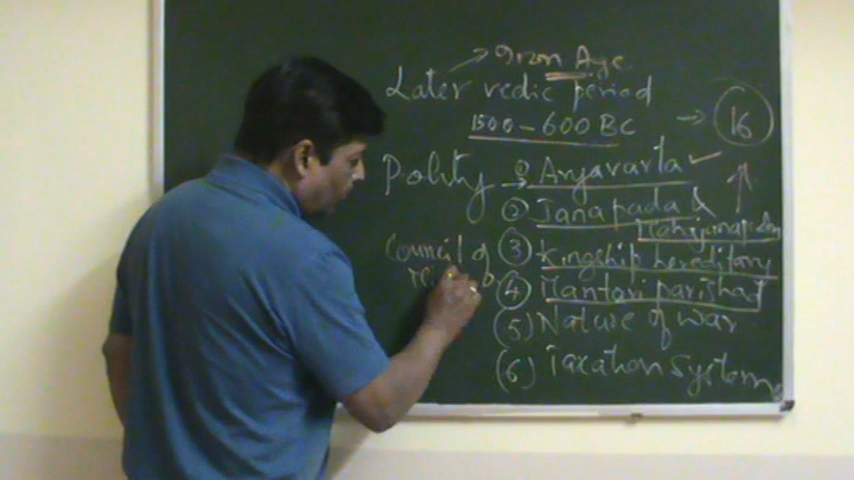 → Iron Age.
Later vedic period
1500 - 600 BC → 16
Polity → ① Aryavarta ✓
② Janapada &
Mahajanapada
③ Kingship hereditary
Council of
④ Mantori parishad
(5) Nature of war
(6) Taxation System